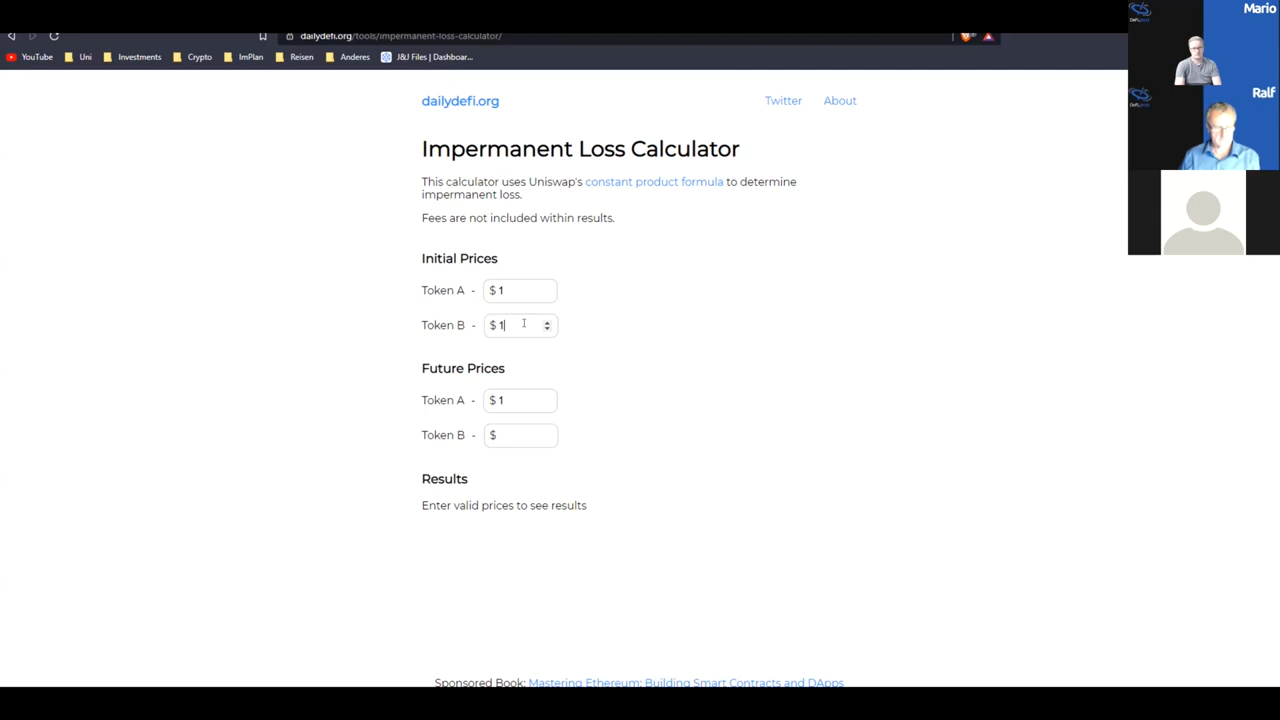 dailydefi.org/tools/impermanent-loss-calculator/
YouTube Uni Investments Crypto ImPlan Reisen Anderes J&J Files | Dashboar...
Mario
Ralf
dailydefi.org Twitter About
Impermanent Loss Calculator
This calculator uses Uniswap's constant product formula to determine
impermanent loss.
Fees are not included within results.
Initial Prices
Token A - $ 1
Token B - $ 1
Future Prices
Token A - $ 1
Token B - $
Results
Enter valid prices to see results
Sponsored Book: Mastering Ethereum: Building Smart Contracts and DApps